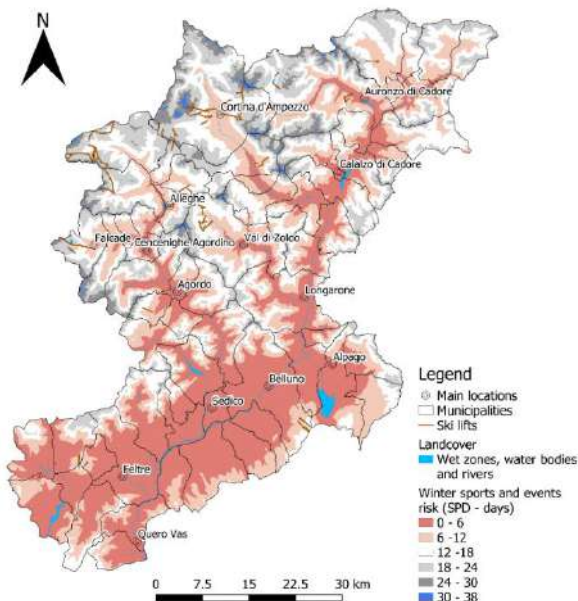 N
Auronzo di Cadore
Cortina d'Ampezzo
Calalzo di Cadore
Alleghe
Falcade
Cencenighe Agordino
Val di Zoldo
Agordo
Longarone
Alpago
Belluno
Sedico
Feltre
Quero Vas
Legend
Main locations
Municipalities
Ski lifts
Landcover
Wet zones, water bodies
and rivers
Winter sports and events
risk (SPD - days)
0 - 6
6 -12
12 -18
18 - 24
24 - 30
30 - 38
0 7.5 15 22.5 30 km